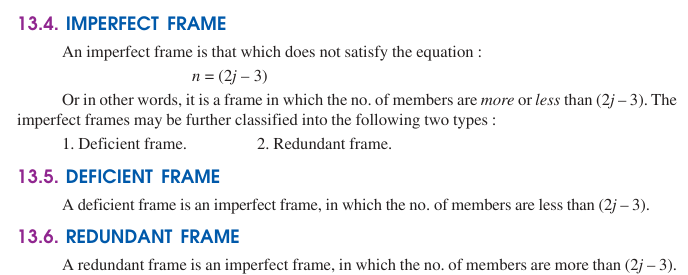 13.4. IMPERFECT FRAME
An imperfect frame is that which does not satisfy the equation :
n = (2j – 3)
Or in other words, it is a frame in which the no. of members are more or less than (2j – 3). The
imperfect frames may be further classified into the following two types :
1. Deficient frame. 2. Redundant frame.
13.5. DEFICIENT FRAME
A deficient frame is an imperfect frame, in which the no. of members are less than (2j – 3).
13.6. REDUNDANT FRAME
A redundant frame is an imperfect frame, in which the no. of members are more than (2j – 3).